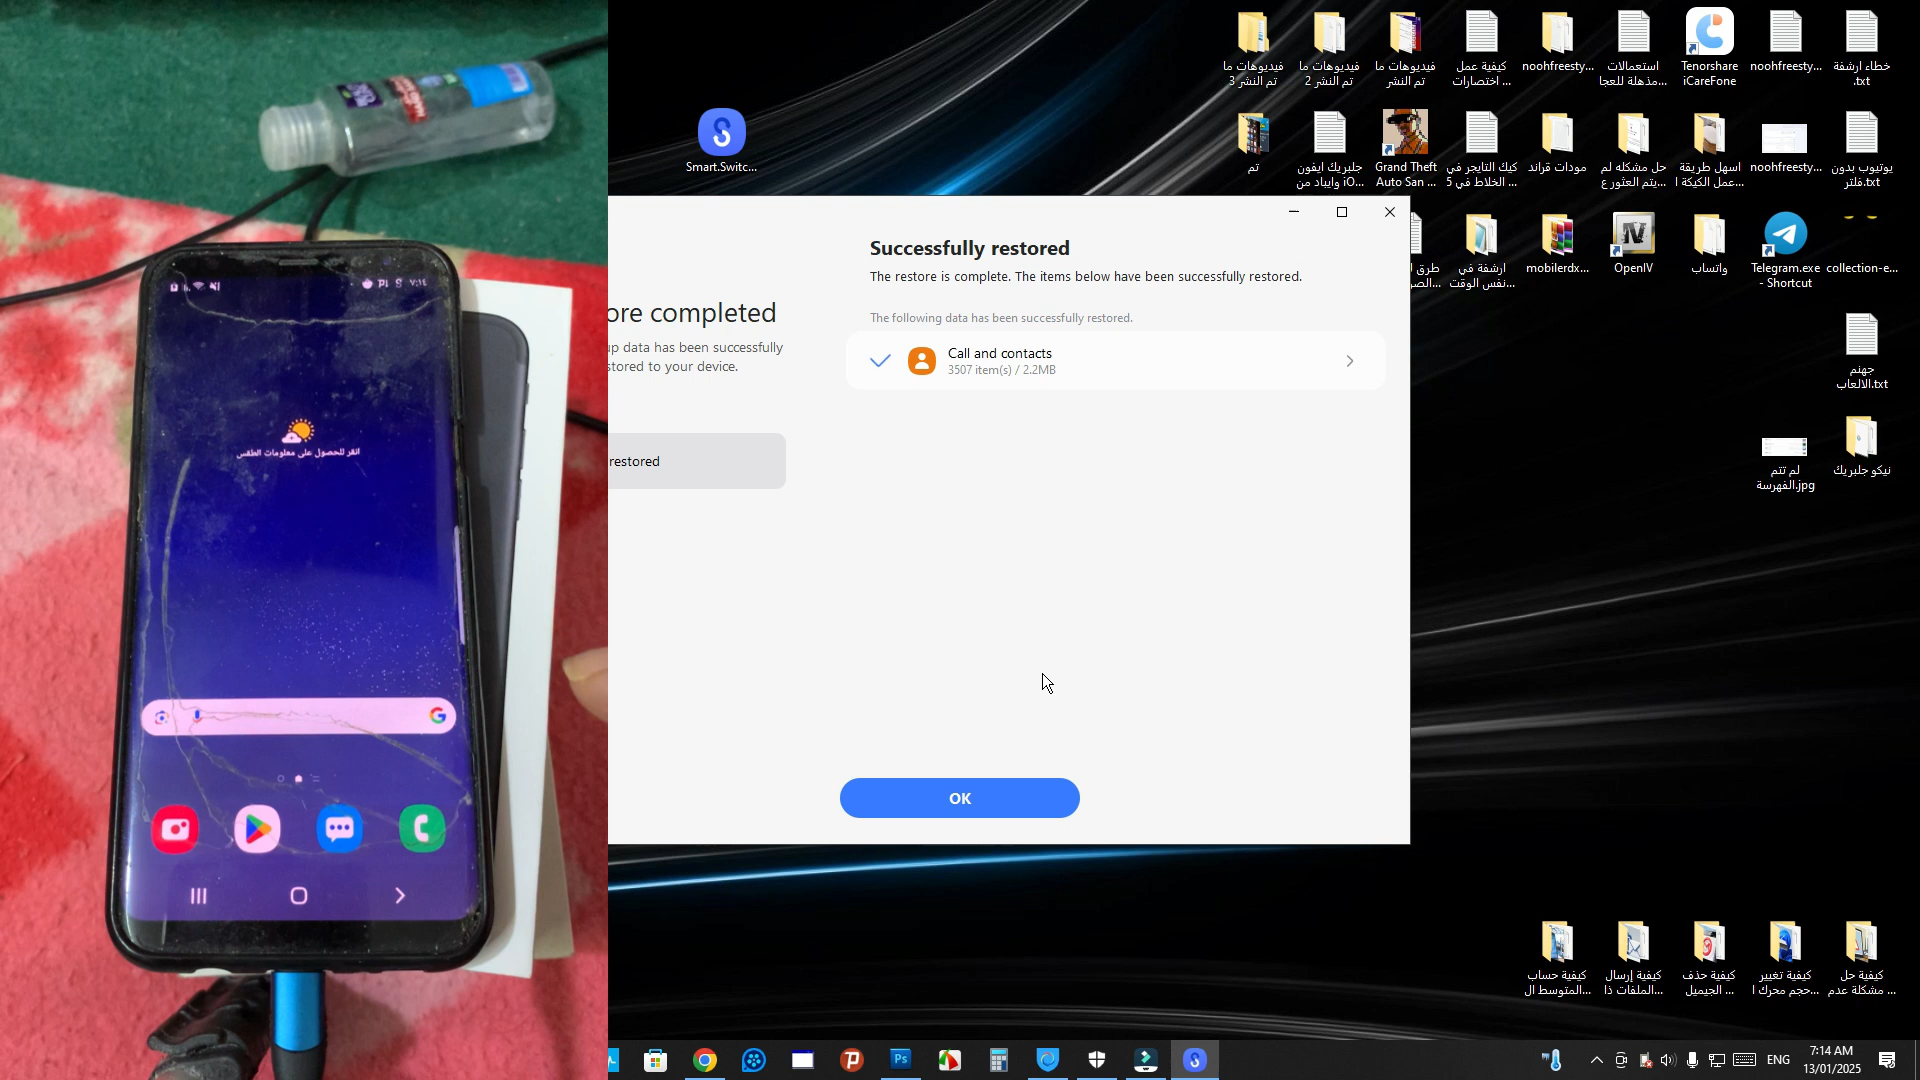 انقر للحصول على معلومات الطقس
Smart.Switc...
فيديوهات ما
تم النشر 3
فيديوهات ما
تم النشر 2
فيديوهات ما
تم النشر
كيفية عمل
اختصارات ...
noohfreesty...
استعمالات
مذهلة للعجا...
Tenorshare
iCareFone
noohfreesty...
خطاء ارشفة
.txt
تم
جلبريك ايفون
وايباد من iO...
Grand Theft
Auto San ...
كيك التايجر في
الخلاط في 5 ...
مودات قراند
حل مشكله لم
يتم العثور ع...
اسهل طريقة
عمل الكيكة ا...
noohfreesty...
يوتيوب بدون
فلتر.txt
ارشفة في
نفس الوقت...
mobilerdx...
OpenIV
واتساب
Telegram.exe
- Shortcut
collection-e...
جهنم
الالعاب.txt
لم تتم
الفهرسة.jpg
نيكو جلبريك
ore completed
up data has been successfully
stored to your device.
restored
Successfully restored
The restore is complete. The items below have been successfully restored.
The following data has been successfully restored.
Call and contacts
3507 item(s) / 2.2MB
OK
كيفية حساب
المتوسط ال...
كيفية إرسال
الملفات ذا...
كيفية حذف
الجيميل ...
كيفية تغيير
حجم محرك ا...
كيفية حل
مشكلة عدم ...
Ps
ENG
7:14 AM
13/01/2025